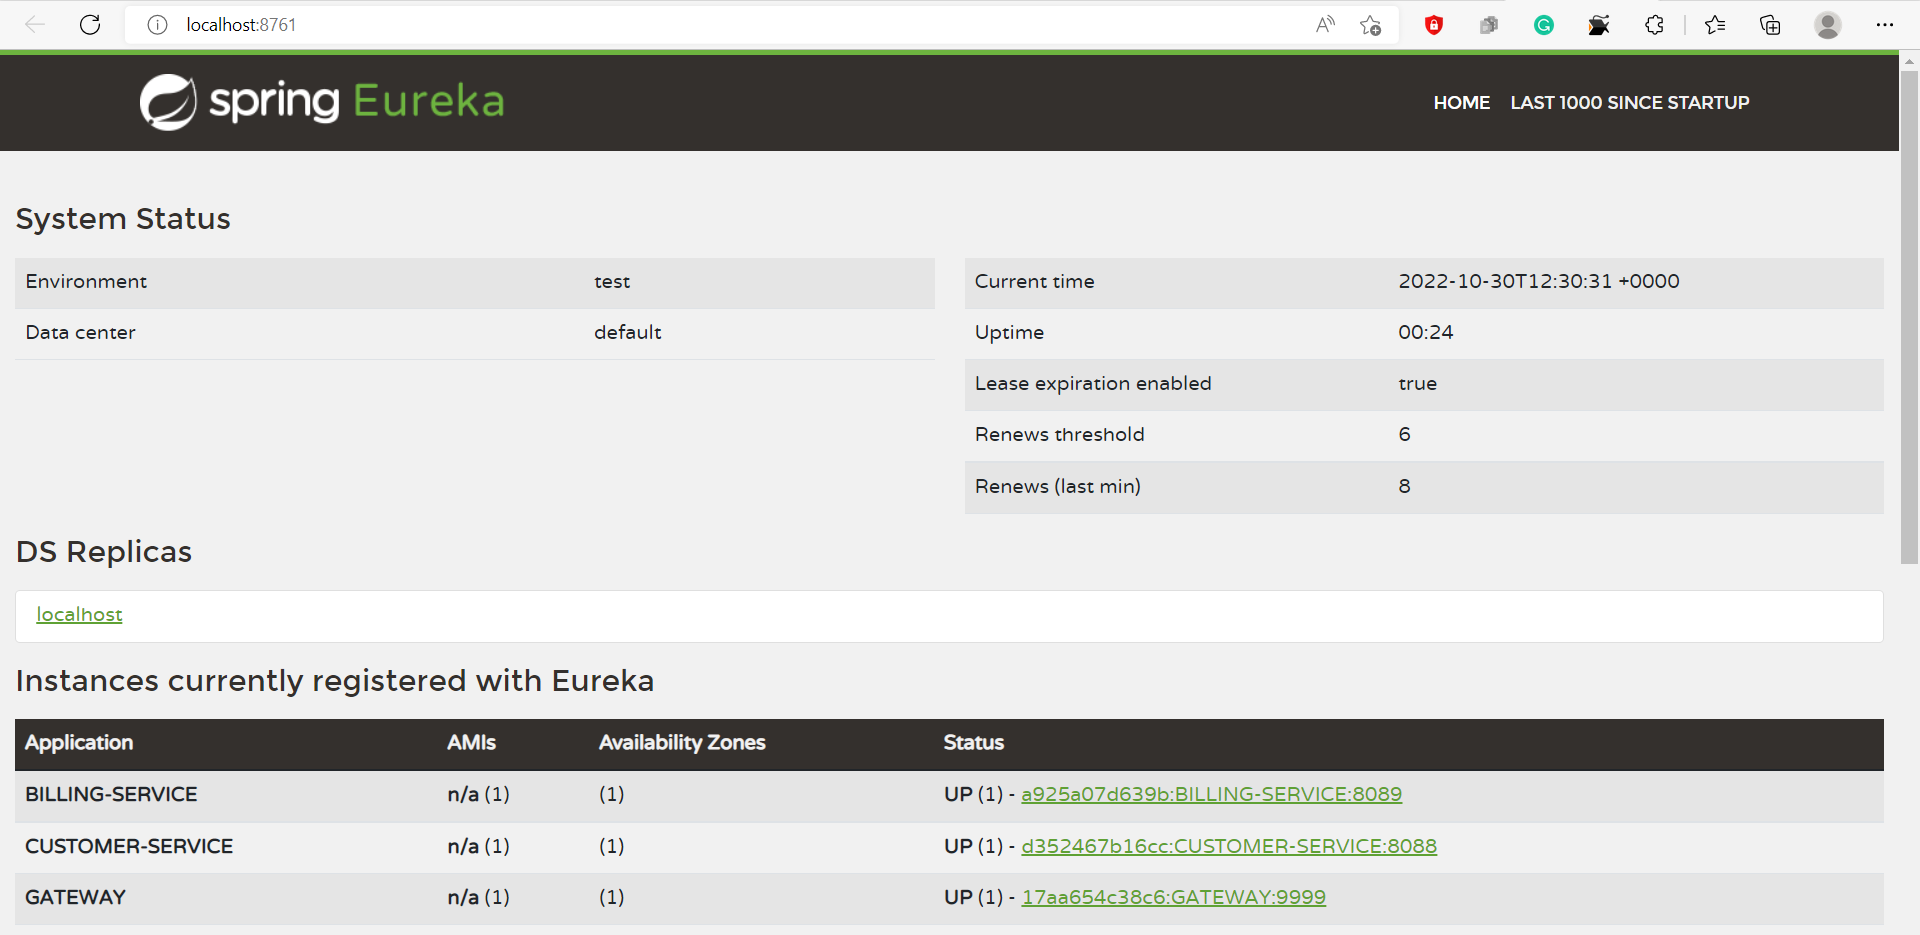 localhost:8761
spring Eureka
HOME LAST 1000 SINCE STARTUP
System Status
Environment test
Data center default
Current time 2022-10-30T12:30:31 +0000
Uptime 00:24
Lease expiration enabled true
Renews threshold 6
Renews (last min) 8
DS Replicas
localhost
Instances currently registered with Eureka
Application AMIs Availability Zones Status
BILLING-SERVICE n/a (1) (1) UP (1) - a925a07d639b:BILLING-SERVICE:8089
CUSTOMER-SERVICE n/a (1) (1) UP (1) - d352467b16cc:CUSTOMER-SERVICE:8088
GATEWAY n/a (1) (1) UP (1) - 17aa654c38c6:GATEWAY:9999